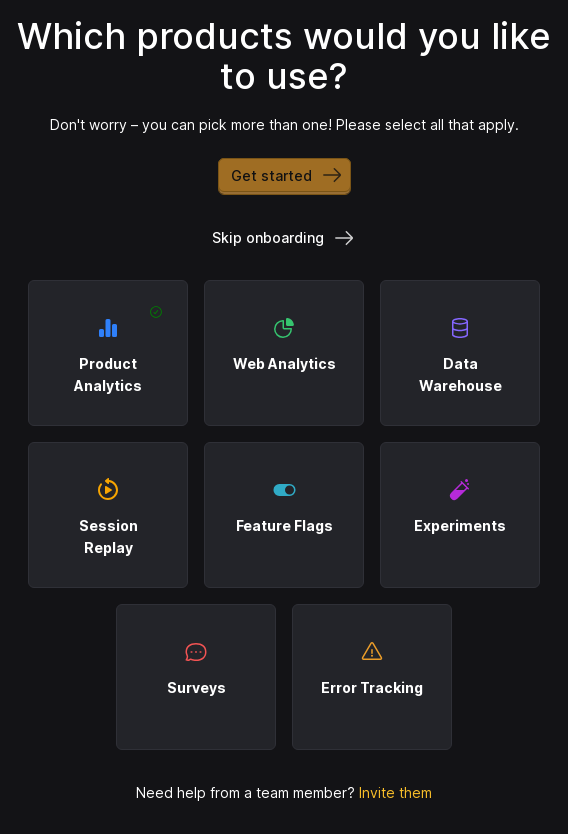 Which products would you like
to use?
Don't worry – you can pick more than one! Please select all that apply.
Get started
Skip onboarding
Product
Analytics
Web Analytics
Data
Warehouse
Session
Replay
Feature Flags
Experiments
Surveys
Error Tracking
Need help from a team member? Invite them